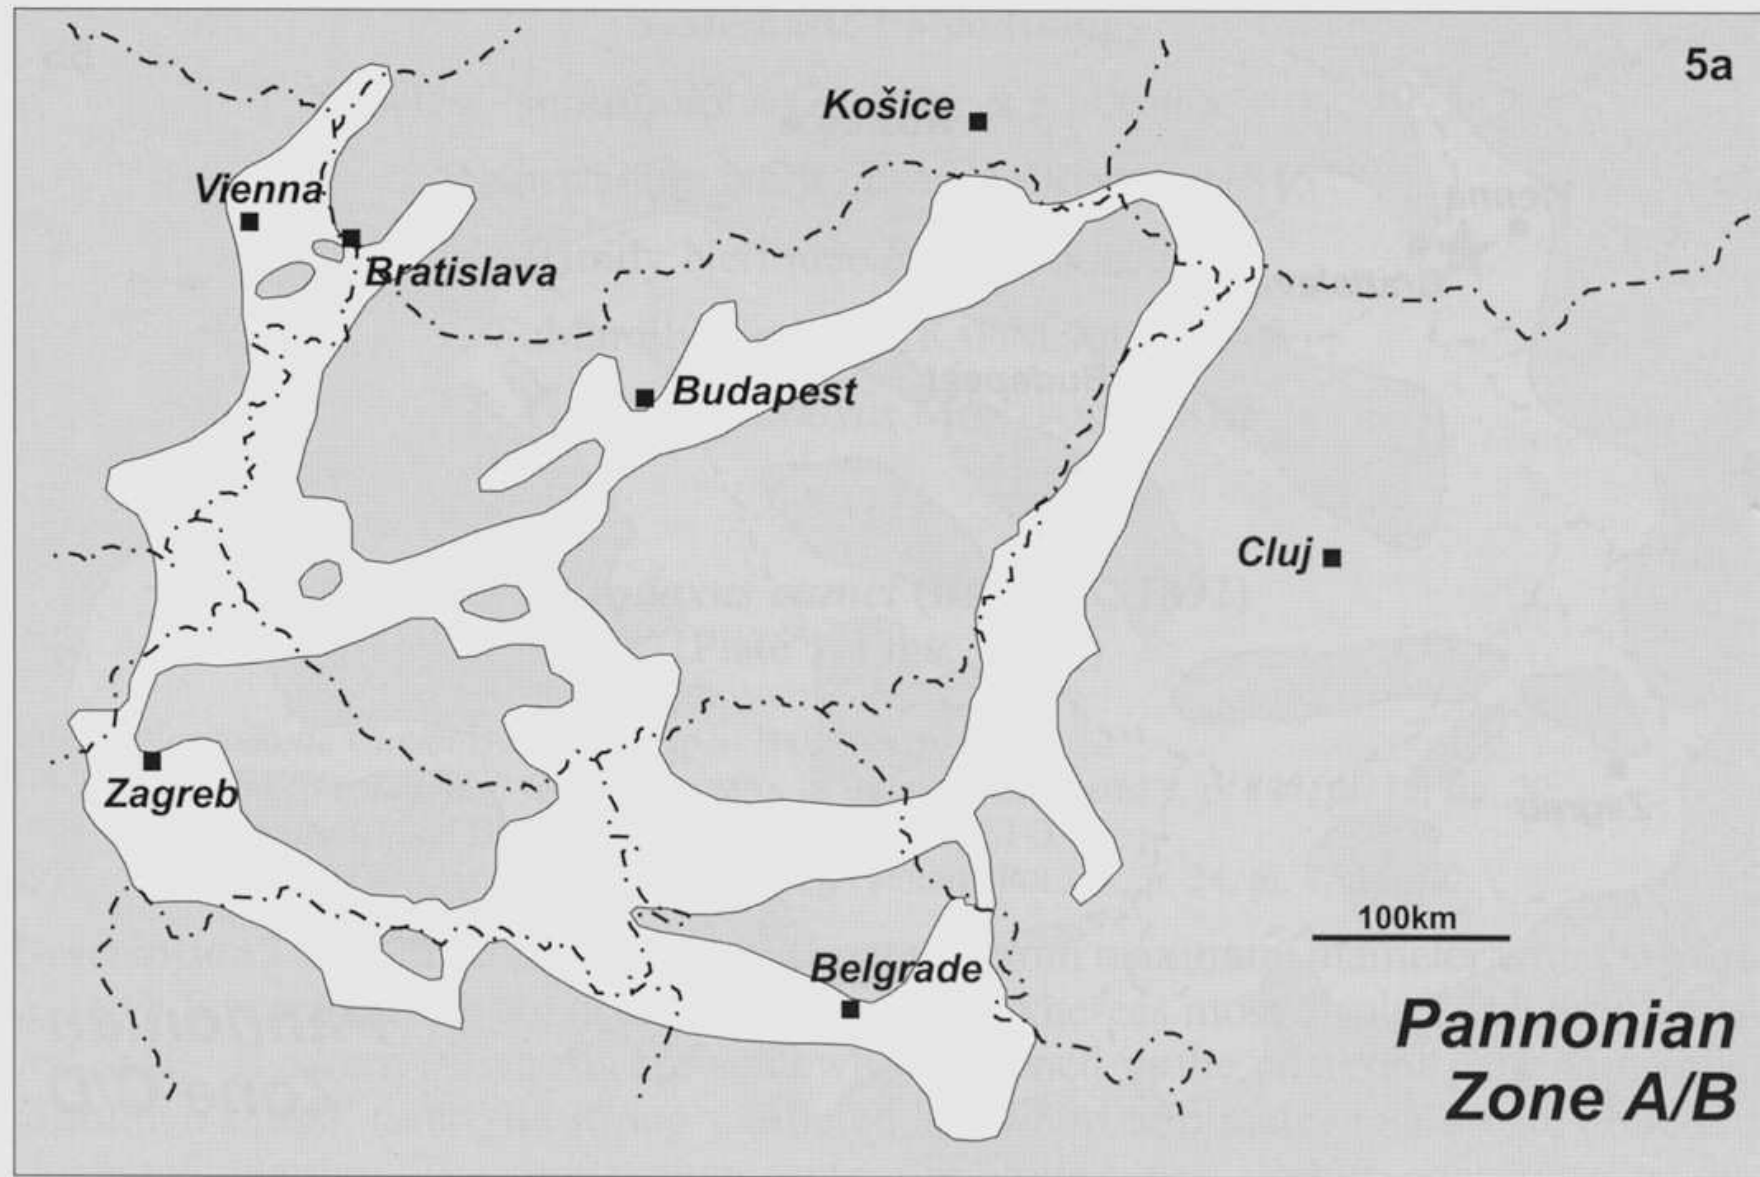 5a
Košice
Vienna
Bratislava
Budapest
Cluj
Zagreb
100km
Belgrade
Pannonian
Zone A/B